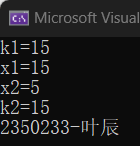 Microsoft Visual
k1=15
x1=15
x2=5
k2=15
2350233-叶辰